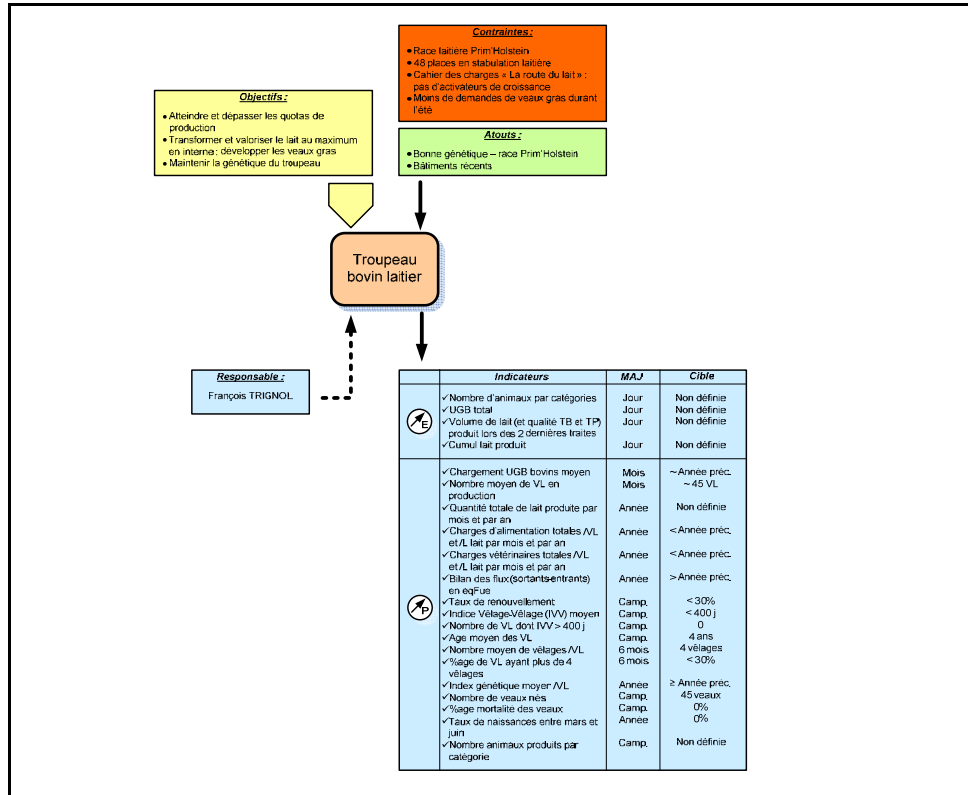 Contraintes :
• Race laitière Prim'Holstein
• 48 places en stabulation laitière
• Cahier des charges « La route du lait » :
pas d'activateurs de croissance
• Moins de demandes de veaux gras durant
l'été
Objectifs :
• Atteindre et dépasser les quotas de
production
• Transformer et valoriser le lait au maximum
en interne : développer les veaux gras
• Maintenir la génétique du troupeau
Atouts :
• Bonne génétique – race Prim'Holstein
• Bâtiments récents
Troupeau
bovin laitier
Responsable :
François TRIGNOL
Indicateurs MAJ Cible
E
✓Nombre d'animaux par catégories Jour Non définie
✓UGB total Jour Non définie
✓Volume de lait (et qualité TB et TP) Jour Non définie
produit lors des 2 dernières traites
✓Cumul lait produit Jour Non définie
P
✓Chargement UGB bovins moyen Mois ~Année préc.
✓Nombre moyen de VL en Mois ~45 VL
production
✓Quantité totale de lait produite par Année Non définie
mois et par an
✓Charges d'alimentation totales /VL Année <Année préc.
et /L lait par mois et par an
✓Charges vétérinaires totales /VL Année <Année préc.
et /L lait par mois et par an
✓Bilan des flux (sortants-entrants) Année >Année préc.
en eqFue
✓Taux de renouvellement Camp. <30%
✓Indice Vêlage-Vêlage (IVV) moyen Camp. <400 j
✓Nombre de VL dont IVV > 400 j Camp. 0
✓Age moyen des VL Camp. 4 ans
✓Nombre moyen de vêlages /VL 6 mois 4 vêlages
✓%age de VL ayant plus de 4 6 mois <30%
vêlages
✓Index génétique moyen /VL Année ≥ Année préc.
✓Nombre de veaux nés Camp. 45 veaux
✓%age mortalité des veaux Camp. 0%
✓Taux de naissances entre mars et Année 0%
juin
✓Nombre animaux produits par Camp. Non définie
catégorie